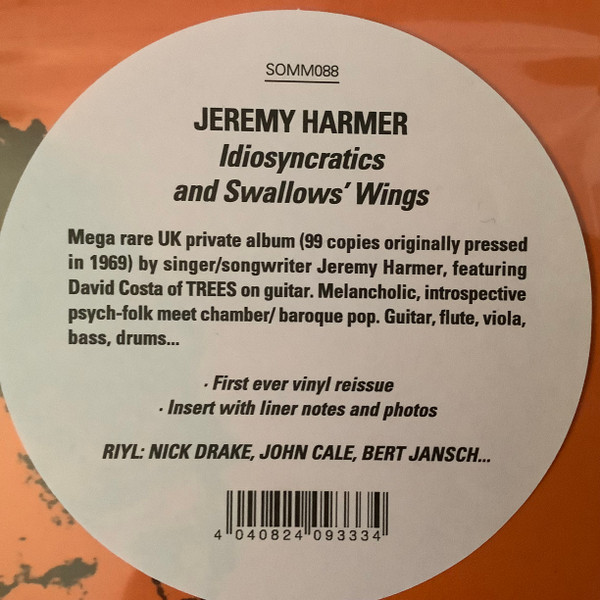 SOMM088
JEREMY HARMER
Idiosyncratics
and Swallows' Wings
Mega rare UK private album (99 copies originally pressed
in 1969) by singer/songwriter Jeremy Harmer, featuring
David Costa of TREES on guitar. Melancholic, introspective
psych-folk meet chamber/ baroque pop. Guitar, flute, viola,
bass, drums...
· First ever vinyl reissue
· Insert with liner notes and photos
RIYL: NICK DRAKE, JOHN CALE, BERT JANSCH...
4 040824 093334